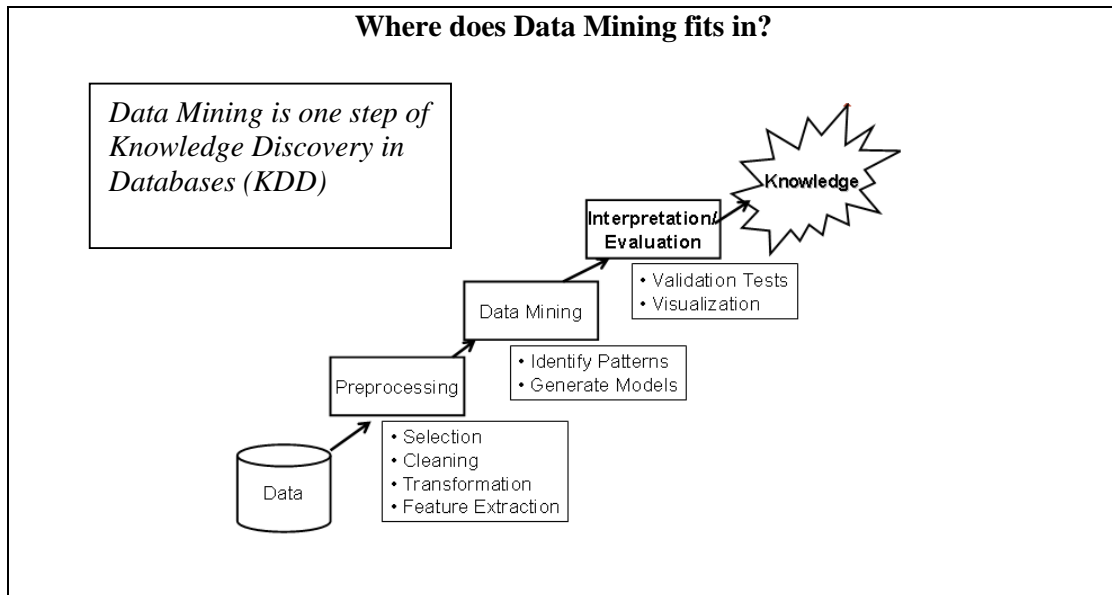 Where does Data Mining fits in?
Data Mining is one step of
Knowledge Discovery in
Databases (KDD)
Knowledge
Interpretation/
Evaluation
• Validation Tests
• Visualization
Data Mining
• Identify Patterns
• Generate Models
Preprocessing
• Selection
• Cleaning
• Transformation
• Feature Extraction
Data